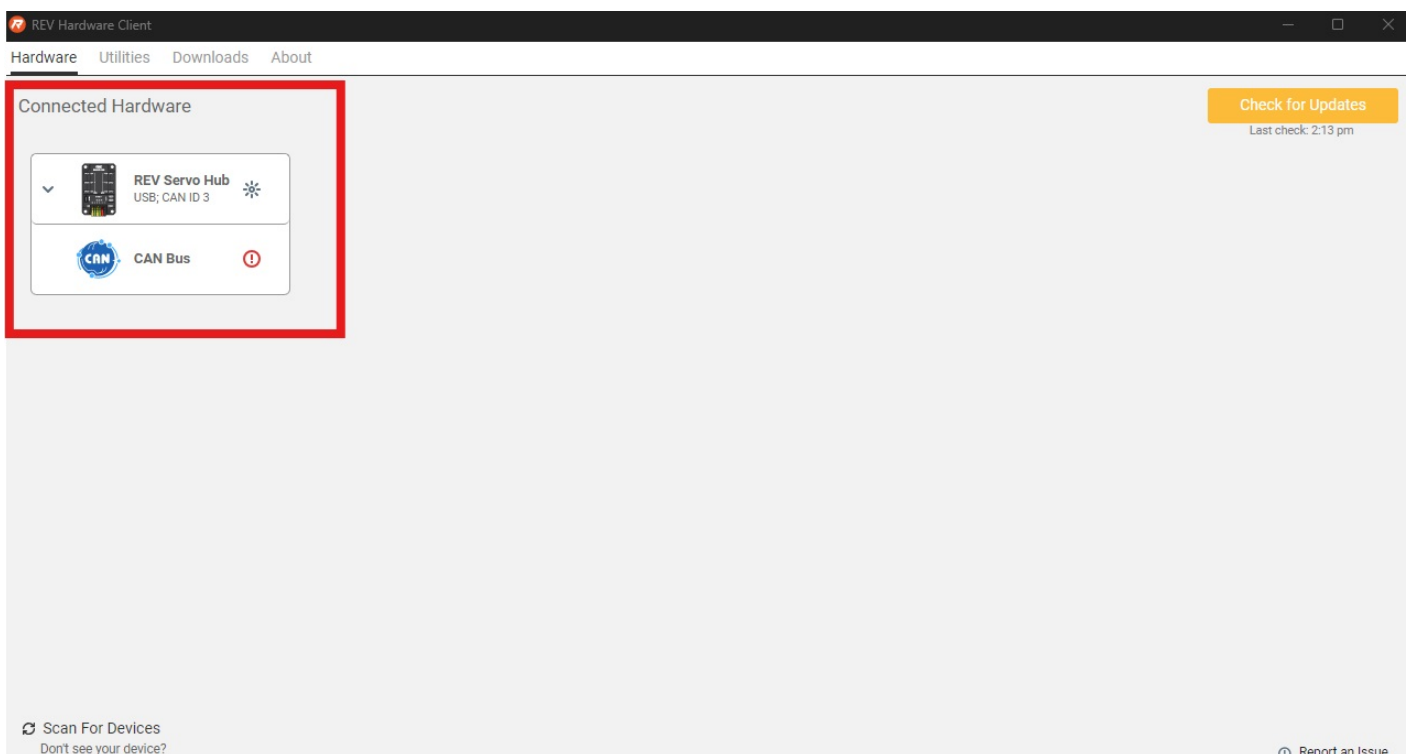 REV Hardware Client
Hardware Utilities Downloads About
Connected Hardware
Check for Updates
Last check: 2:13 pm
REV Servo Hub
USB; CAN ID 3
CAN
CAN Bus
Scan For Devices
Don't see your device?
Report an Issue